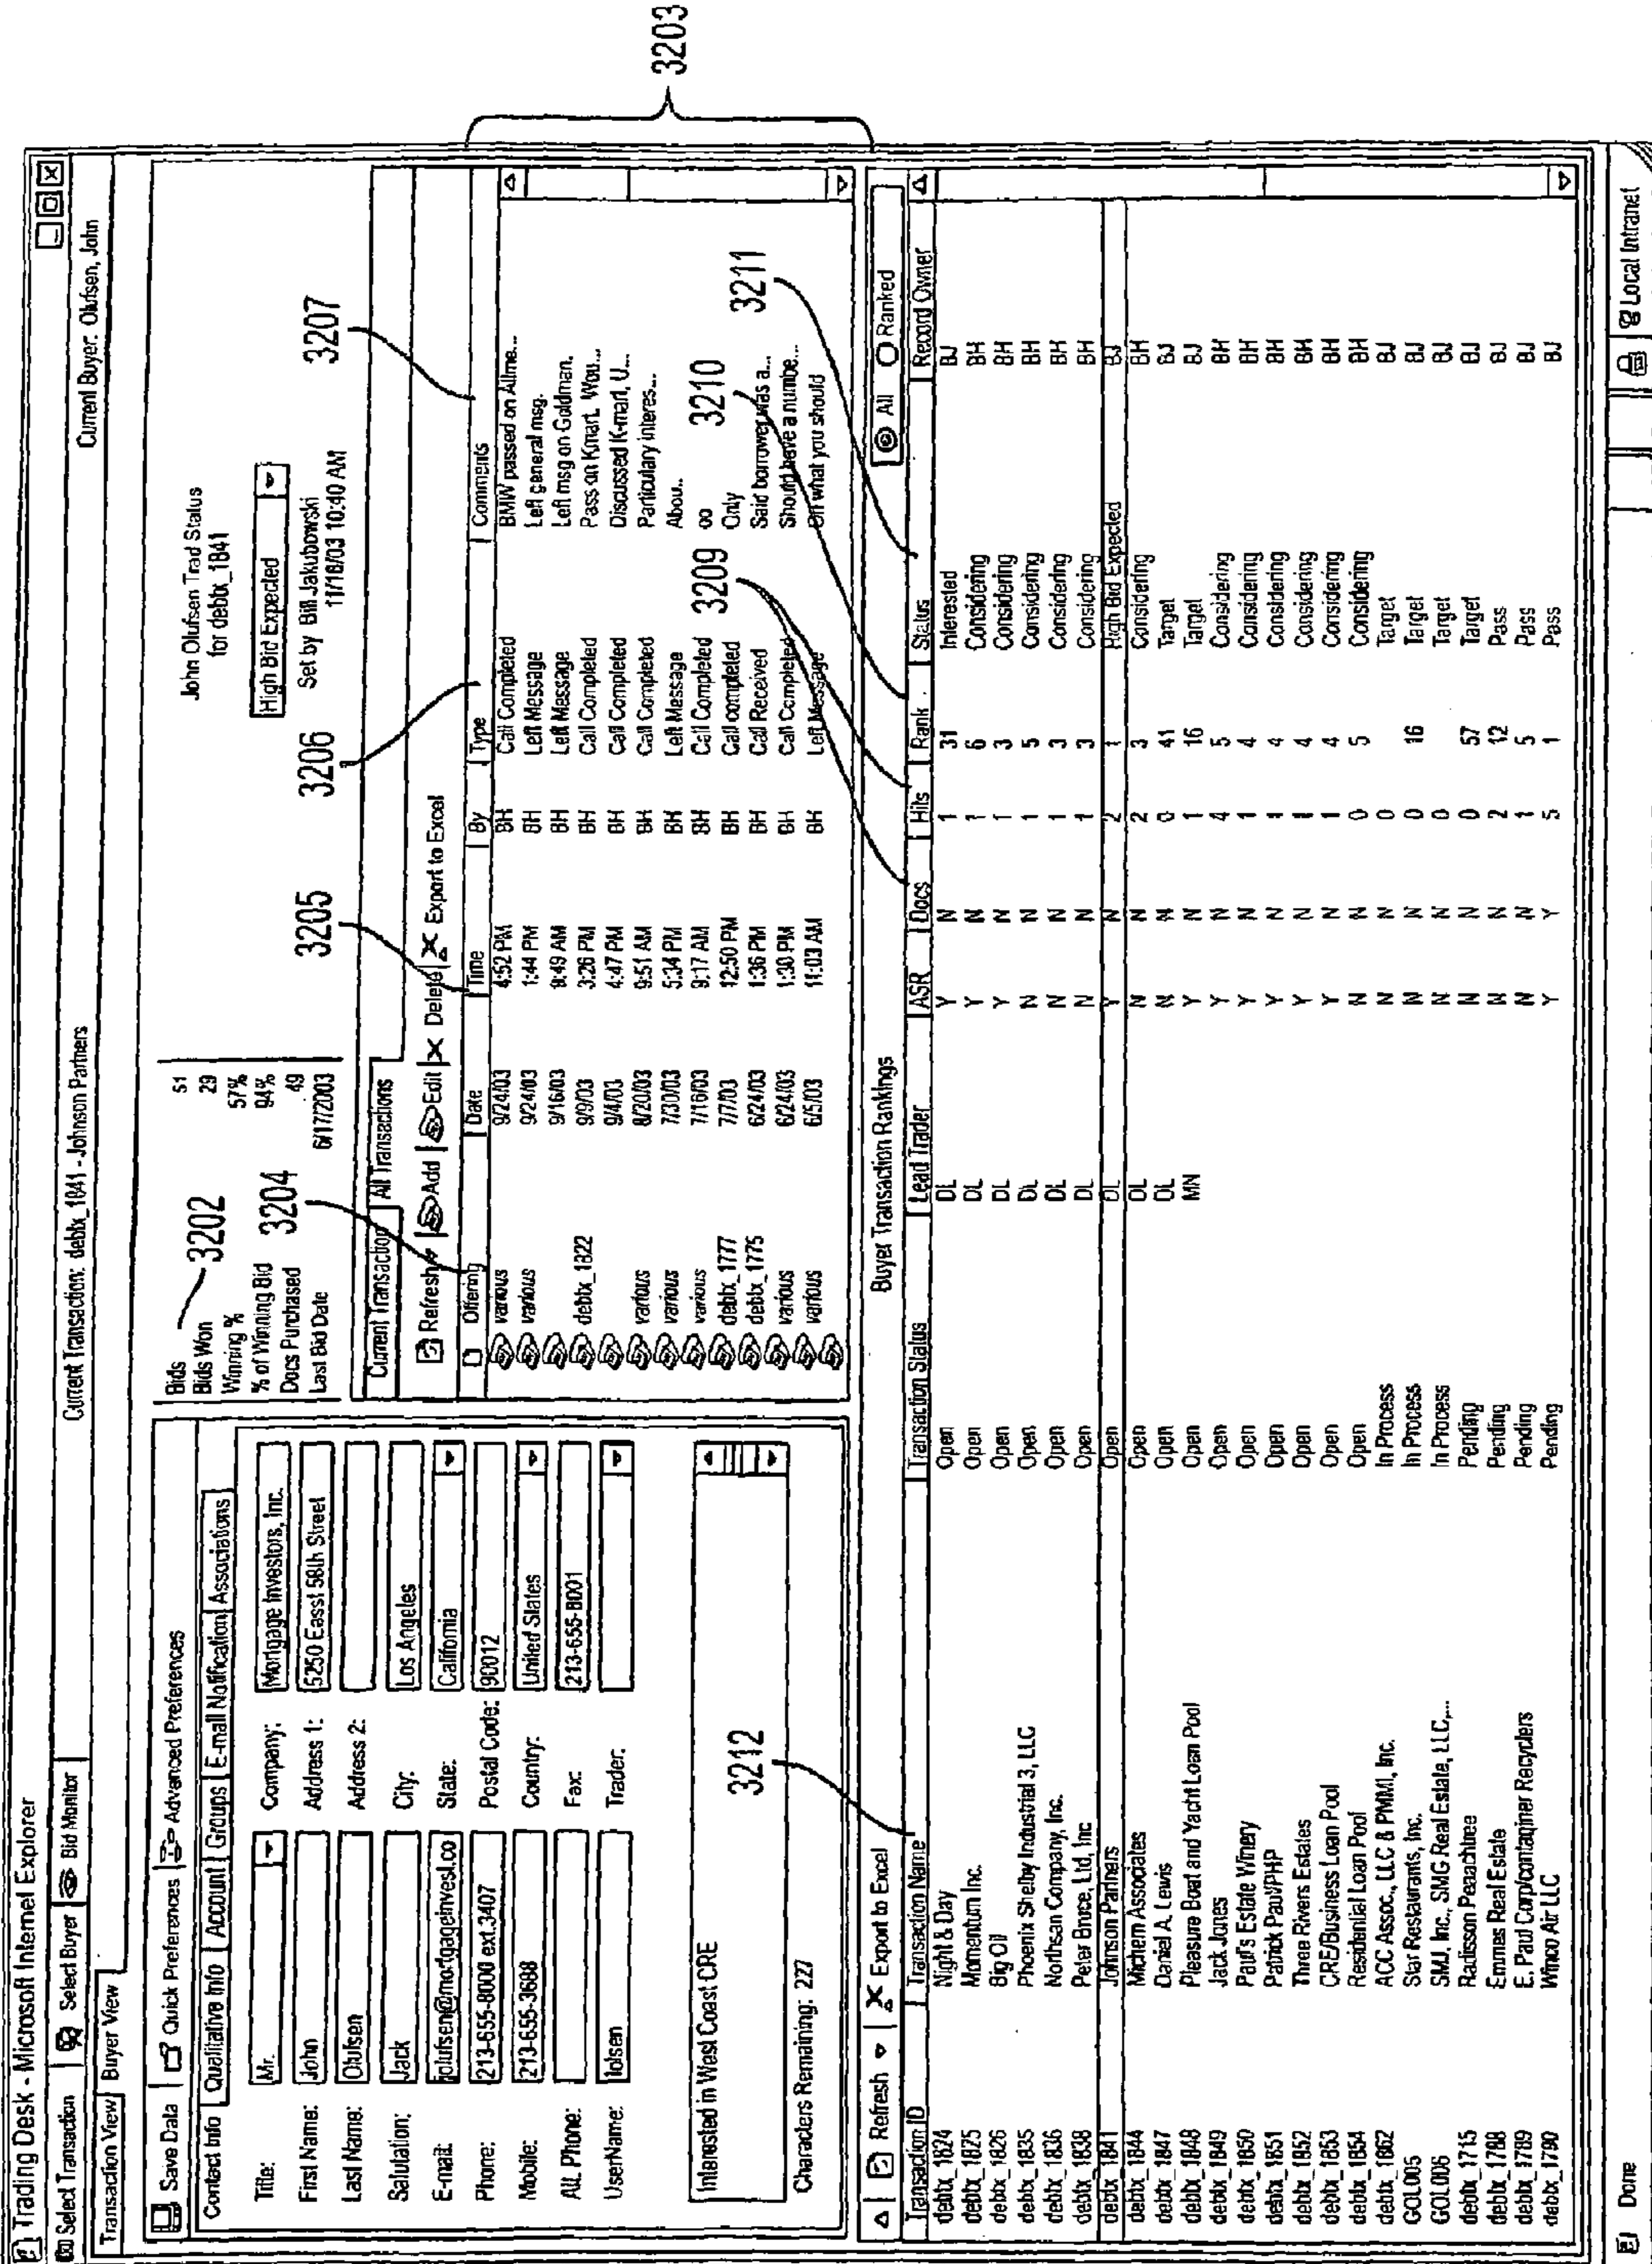 Trading Desk - Microsoft Internet Explorer
Select Transaction | Select Buyer | Bid Monitor
Current Transaction: debtx_1841 - Johnson Partners
Current Buyer: Olufsen, John
Transaction View | Buyer View
Save Data | Quick Preferences | Advanced Preferences
Contact Info | Qualitative Info | Account | Groups | E-mail Notification | Associations
Title: Mr. Company: Mortgage Investors, Inc.
First Name: John Address 1: 5250 Easst 58th Street
Last Name: Olufsen Address 2:
Salutation: Jack City: Los Angeles
E-mail: jolufsen@mortgageinvest.co State: California
Phone: 213-655-8000 ext.3407 Postal Code: 90012
Mobile: 213-655-3688 Country: United States
Alt. Phone: Fax: 213-655-8001
UserName: Trader:
Interested in West Coast CRE
Characters Remaining: 227
Bids 51
Bids Won 29
Winning % 57%
% of Winning Bid 94%
Docs Purchased 49
Last Bid Date 6/17/2003
3202
John Olufsen Trad Status
for debtx_1841
High Bid Expected
Set by Bill Jakubowski
11/18/03 10:40 AM
3204
3205
3206
3207
3203
Current Transaction | All Transactions
Refresh | Add | Edit | Delete | Export to Excel
Offering | Date | Time | By | Type | Comments
various 9/24/03 4:52 PM BH Call Completed BMW passed on Allme...
various 9/24/03 1:44 PM BH Left Message Left general msg.
9/16/03 8:49 AM BH Left Message Left msg on Goldman.
debtx_1822 9/9/03 3:26 PM BH Call Completed Pass on Kmart. Wou...
9/4/03 4:47 PM BH Call Completed Discussed K-mart, U...
various 8/20/03 9:51 AM BH Call Completed Particulary interes...
various 7/30/03 5:34 PM BH Left Message Abou..
various 7/16/03 9:17 AM BH Call Completed oo
debtx_1777 7/7/03 12:50 PM BH Call completed Only
debtx_1775 6/24/03 1:36 PM BH Call Received Said borrower was a...
various 6/24/03 1:30 PM BH Call Completed Should have a numbe...
various 6/5/03 11:03 AM BH Left Message On what you should
3209
3210
3211
3212
Refresh | Export to Excel
Buyer Transaction Rankings
All Ranked
Transaction ID | Transaction Name | Transaction Status | Lead Trader | ASR | Docs | Hits | Rank | Status | Record Owner
debtx_1824 Night & Day Open DL Y N 1 31 Interested BJ
debtx_1825 Momentum Inc. Open DL Y N 1 6 Considering BH
debtx_1826 Big Oil Open DL Y N 1 3 Considering BH
debtx_1835 Phoenix Shelby Industrial 3, LLC Open DL N N 1 5 Considering BH
debtx_1836 Northsan Company, Inc. Open DL N N 1 3 Considering BH
debtx_1838 Peter Bruce, Ltd, Inc Open DL N N 1 3 Considering BH
debtx_1841 Johnson Partners Open DL Y N 2 1 High Bid Expected BJ
debtx_1844 Michem Associates Open DL N N 2 3 Considering BH
debtx_1847 Daniel A. Lewis Open DL N N 0 41 Target BJ
debtx_1848 Pleasure Boat and Yacht Loan Pool Open MN Y N 1 16 Target BJ
debtx_1849 Jack Jones Open Y N 4 5 Considering BH
debtx_1850 Paul's Estate Winery Open Y N 1 4 Considering BH
debtx_1851 Patrick Paul/PHP Open Y N 1 4 Considering BH
debtx_1852 Three Rivers Estates Open Y N 1 4 Considering BH
debtx_1853 CRE/Business Loan Pool Open Y N 1 4 Considering BH
debtx_1854 Residential Loan Pool Open N N 0 5 Considering BH
debtx_1862 ACC Assoc., LLC & PMM, Inc. In Process N N 0 Target BJ
GOL005 Star Restaurants, Inc. In Process N N 0 16 Target BJ
GOL006 SMJ, Inc., SMG Real Estate, LLC,... In Process N N 0 Target BJ
debtx_1715 Radisson Peaachtree Pending N N 0 57 Target BJ
debtx_1788 Emmes Real Estate Pending N N 2 12 Pass BJ
debtx_1789 E. Paul Corp/contaqiner Recyclers Pending N N 1 5 Pass BJ
debtx_1790 Winco Air LLC Pending Y Y 5 1 Pass BJ
Done
Local Intranet